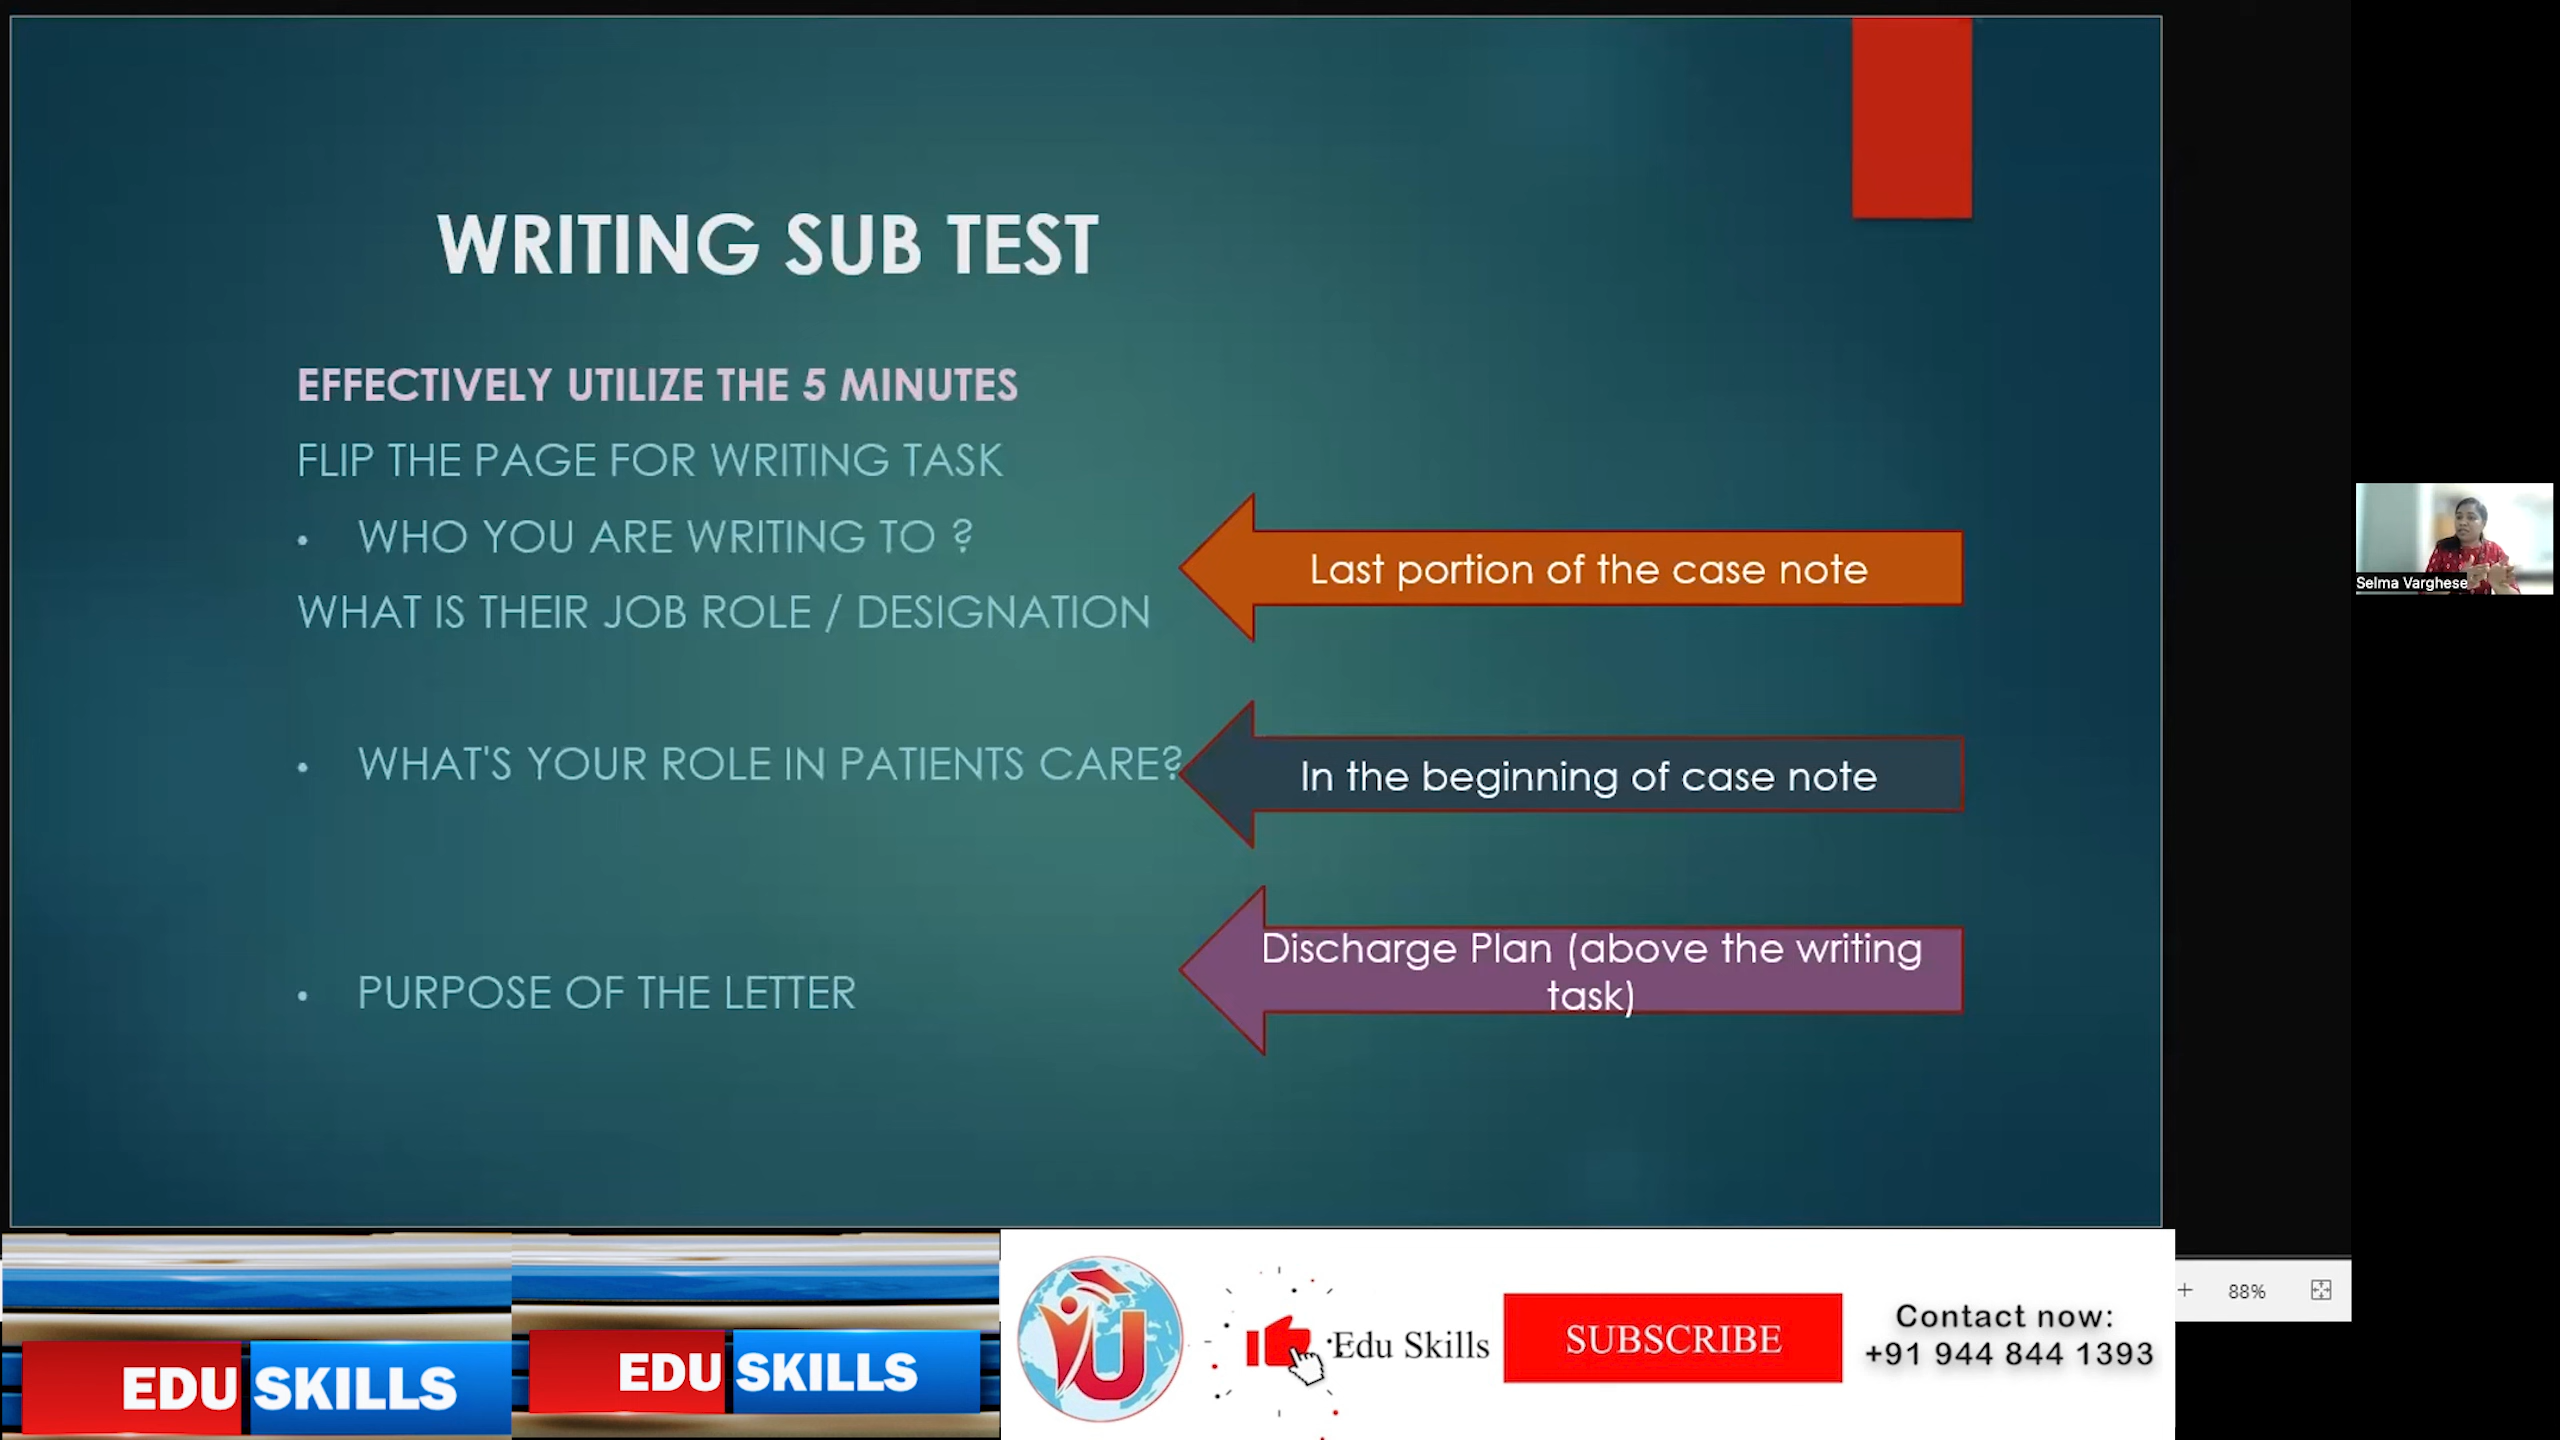 WRITING SUB TEST
EFFECTIVELY UTILIZE THE 5 MINUTES
FLIP THE PAGE FOR WRITING TASK
• WHO YOU ARE WRITING TO ?
WHAT IS THEIR JOB ROLE / DESIGNATION
Last portion of the case note
• WHAT'S YOUR ROLE IN PATIENTS CARE?
In the beginning of case note
• PURPOSE OF THE LETTER
Discharge Plan (above the writing
task)
Selma Varghese
EDU SKILLS
EDU SKILLS
Edu Skills
SUBSCRIBE
Contact now:
+91 944 844 1393
+ 88%